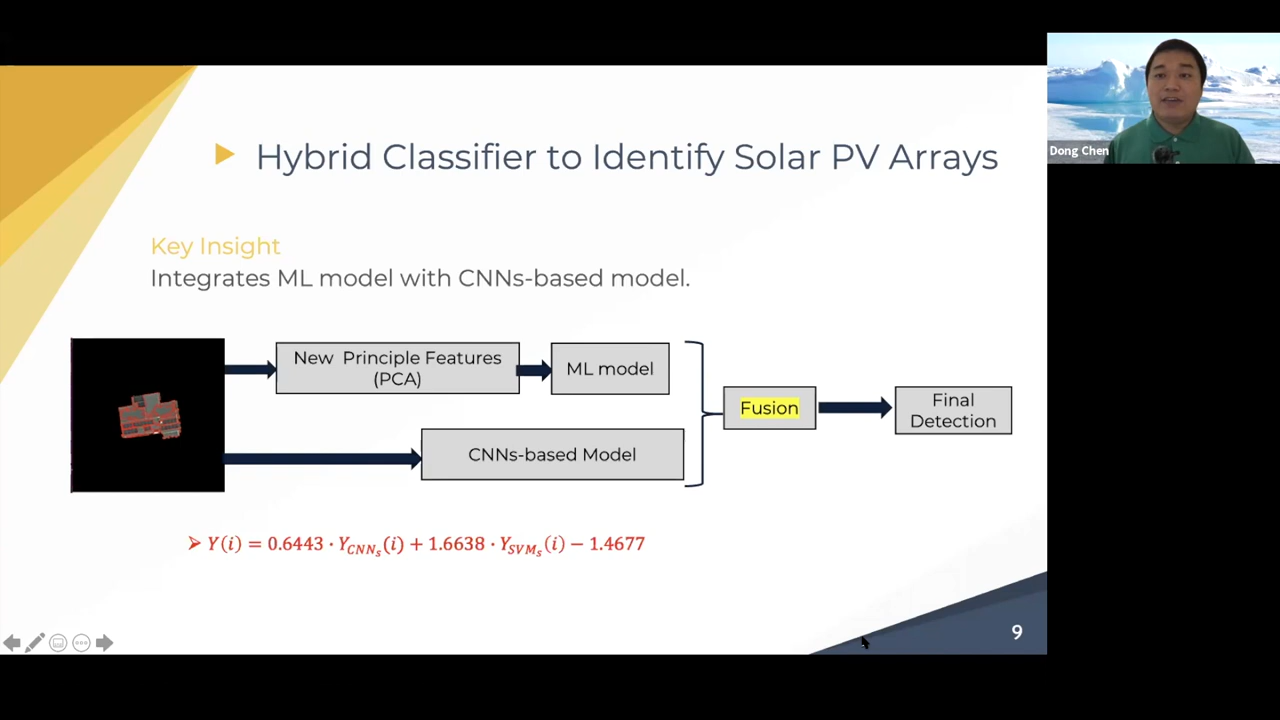 Hybrid Classifier to Identify Solar PV Arrays
Dong Chen
Key Insight
Integrates ML model with CNNs-based model.
New Principle Features
(PCA)
ML model
CNNs-based Model
Fusion
Final
Detection
➢ Y(i) = 0.6443 · Y_CNNs(i) + 1.6638 · Y_SVMs(i) − 1.4677
9